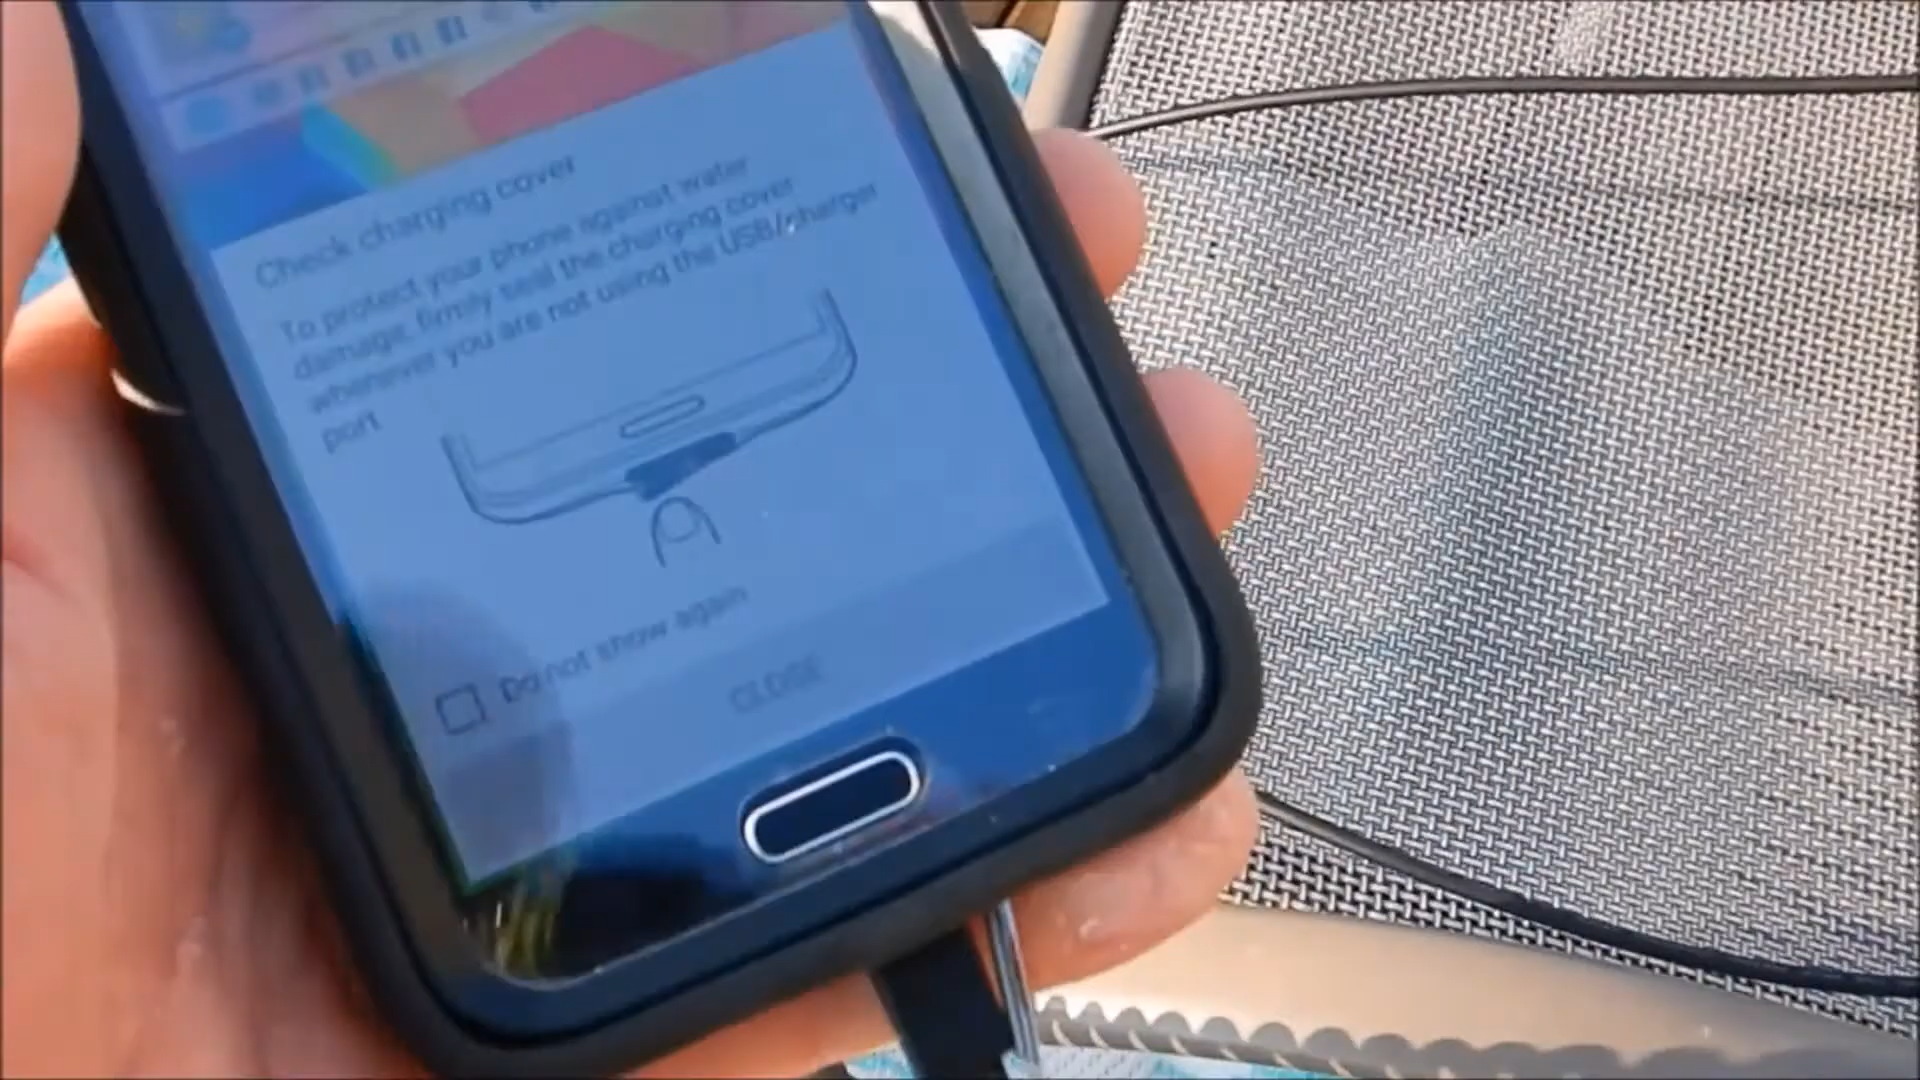 Check charging cover
To protect your phone against water
damage, firmly seal the charging cover
whenever you are not using the USB/charger
port
Do not show again
CLOSE